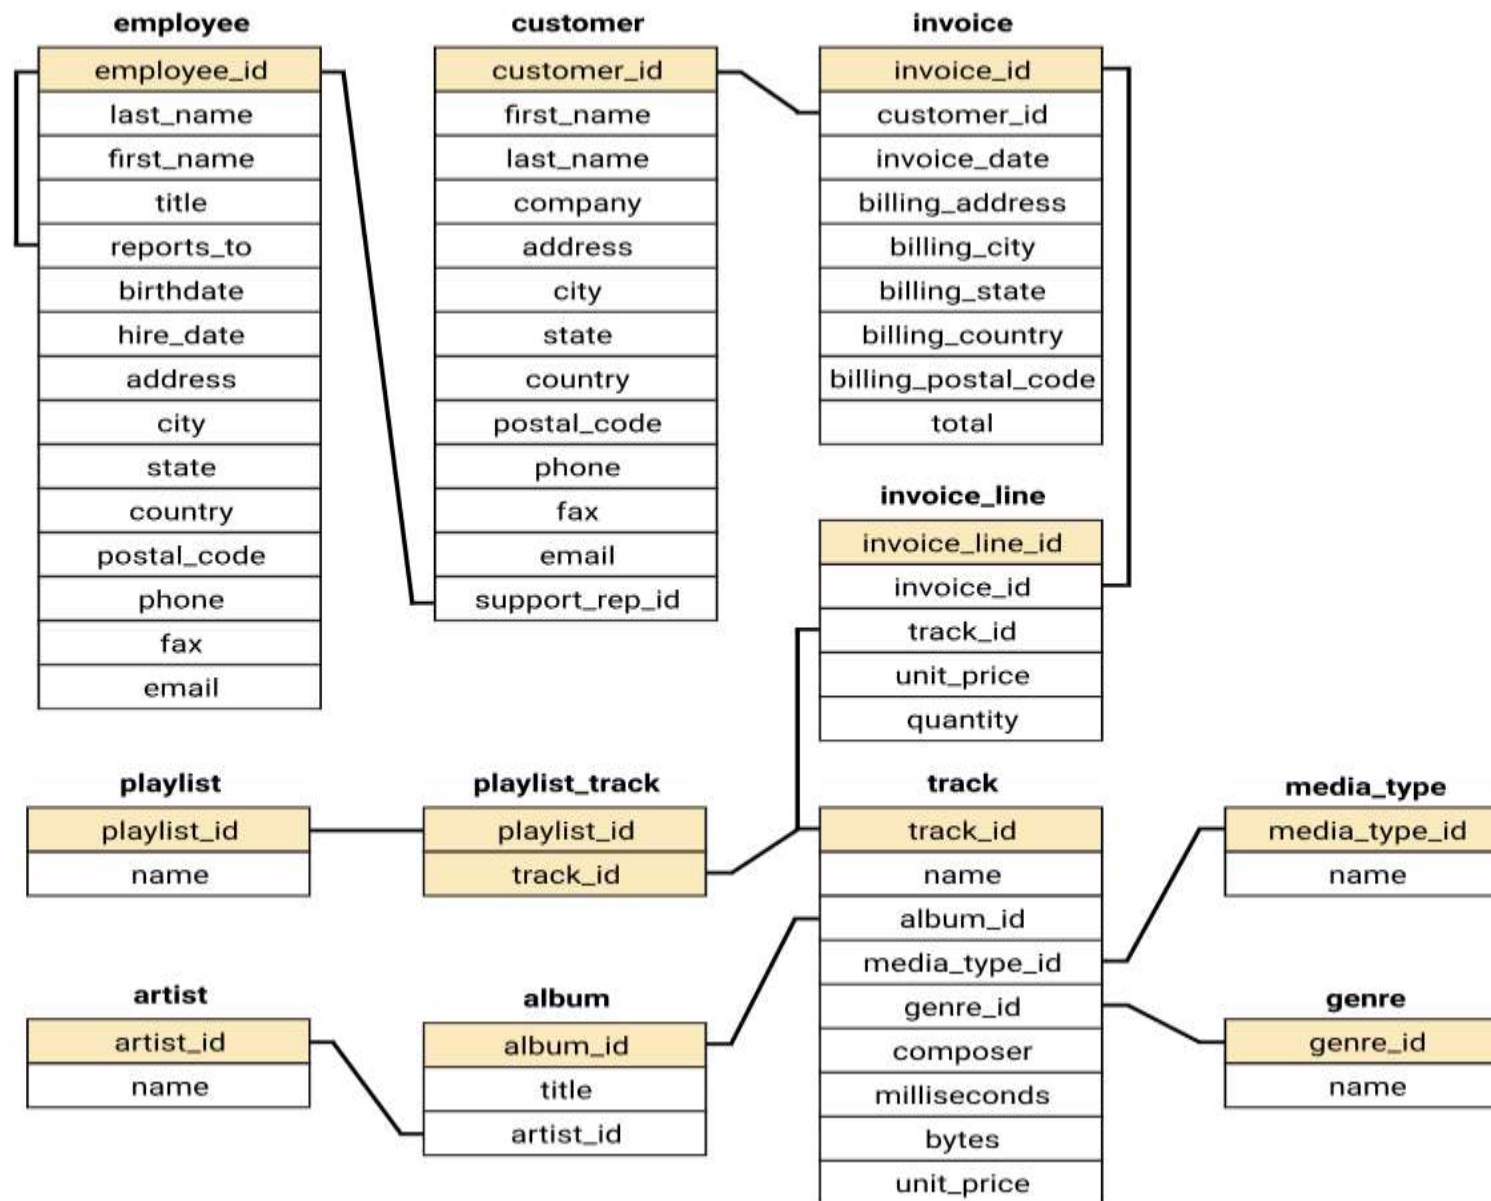 employee
employee_id
last_name
first_name
title
reports_to
birthdate
hire_date
address
city
state
country
postal_code
phone
fax
email
customer
customer_id
first_name
last_name
company
address
city
state
country
postal_code
phone
fax
email
support_rep_id
invoice
invoice_id
customer_id
invoice_date
billing_address
billing_city
billing_state
billing_country
billing_postal_code
total
invoice_line
invoice_line_id
invoice_id
track_id
unit_price
quantity
playlist
playlist_id
name
playlist_track
playlist_id
track_id
track
track_id
name
album_id
media_type_id
genre_id
composer
milliseconds
bytes
unit_price
media_type
media_type_id
name
artist
artist_id
name
album
album_id
title
artist_id
genre
genre_id
name